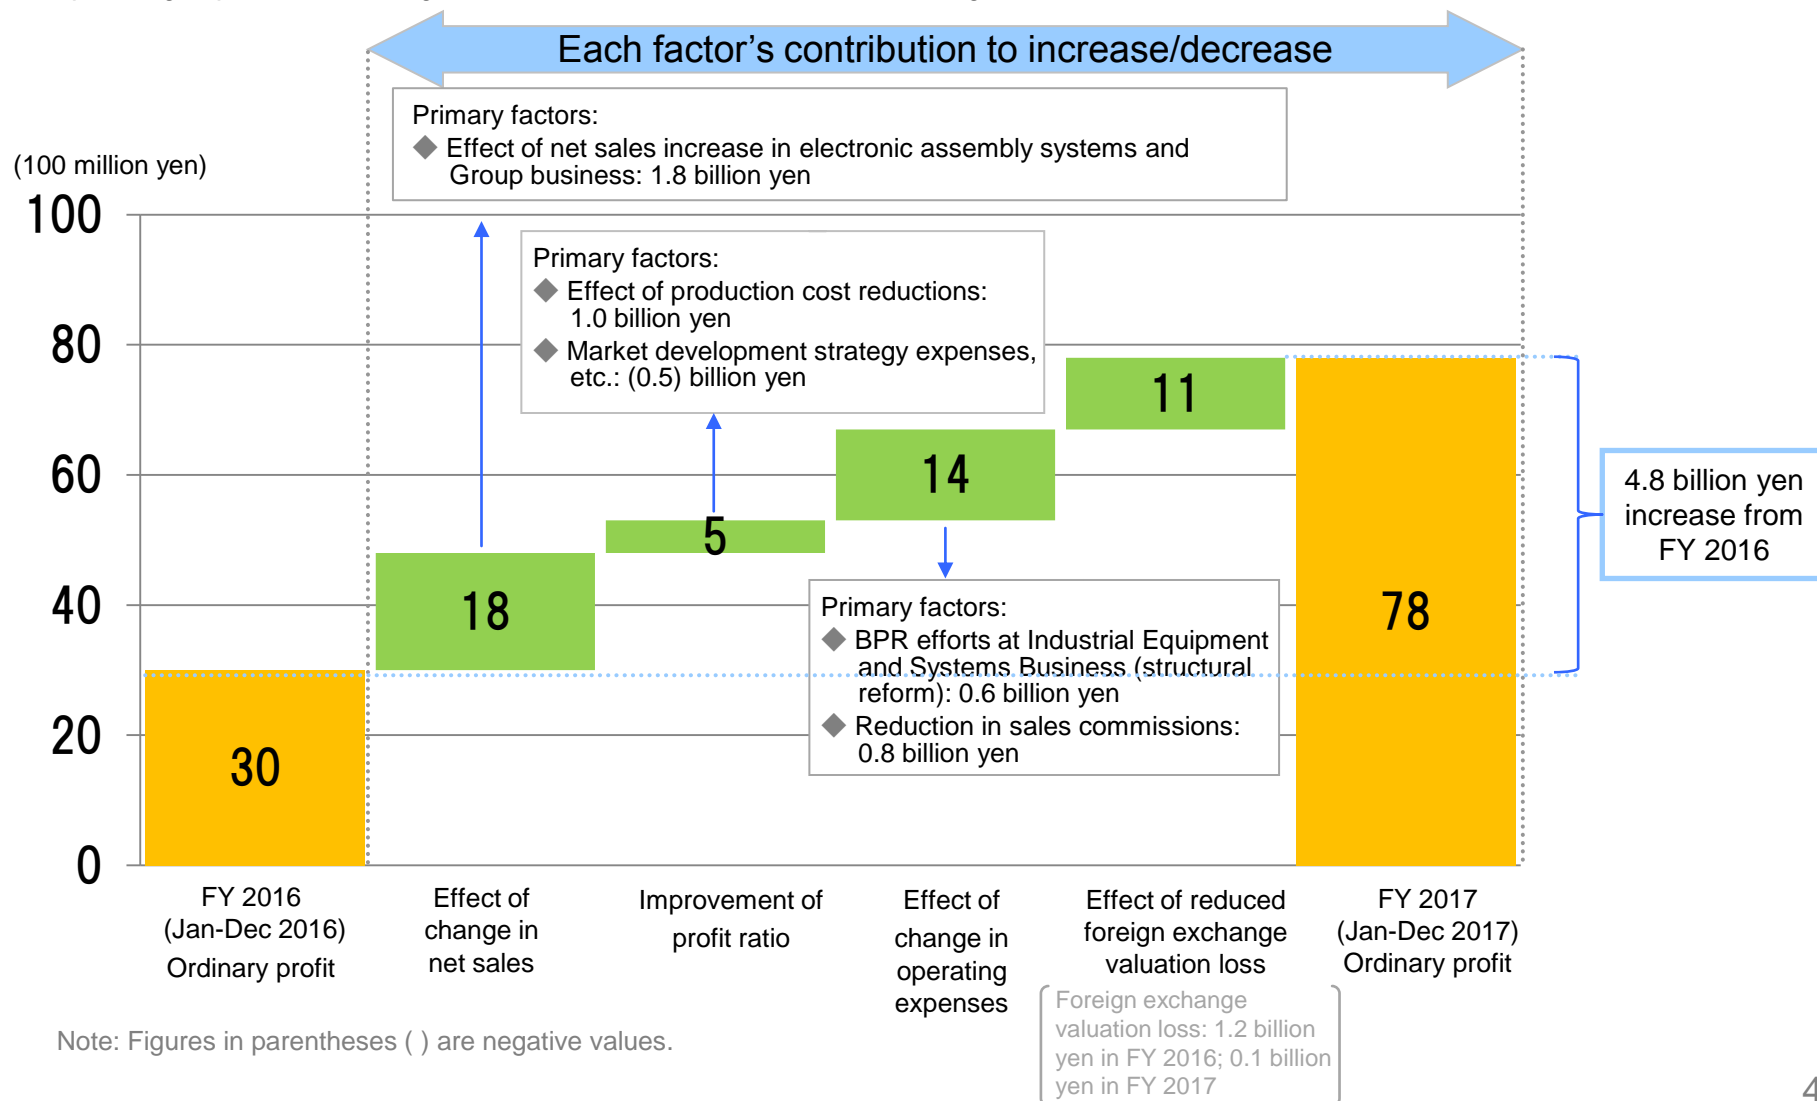 Each factor’s contribution to increase/decrease
Primary factors:
◆ Effect of net sales increase in electronic assembly systems and
Group business: 1.8 billion yen
(100 million yen)
100
80
60
40
20
0
Primary factors:
◆ Effect of production cost reductions:
1.0 billion yen
◆ Market development strategy expenses,
etc.: (0.5) billion yen
11
14
5
18
30
78
4.8 billion yen
increase from
FY 2016
Primary factors:
◆ BPR efforts at Industrial Equipment
and Systems Business (structural
reform): 0.6 billion yen
◆ Reduction in sales commissions:
0.8 billion yen
FY 2016
(Jan-Dec 2016)
Ordinary profit
Effect of
change in
net sales
Improvement of
profit ratio
Effect of
change in
operating
expenses
Effect of reduced
foreign exchange
valuation loss
FY 2017
(Jan-Dec 2017)
Ordinary profit
Foreign exchange
valuation loss: 1.2 billion
yen in FY 2016; 0.1 billion
yen in FY 2017
Note: Figures in parentheses ( ) are negative values.
4